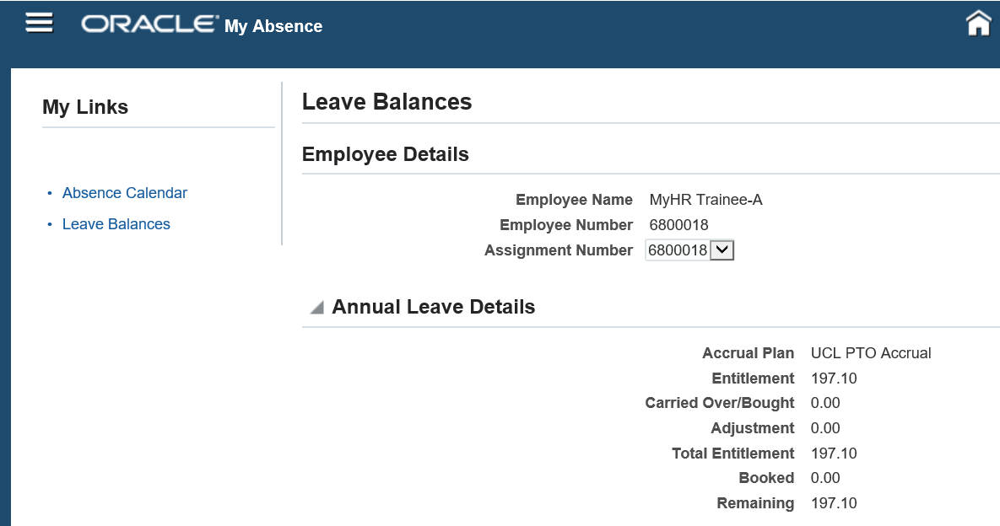 ORACLE® My Absence
My Links
• Absence Calendar
• Leave Balances
Leave Balances
Employee Details
Employee Name MyHR Trainee-A
Employee Number 6800018
Assignment Number 6800018
Annual Leave Details
Accrual Plan UCL PTO Accrual
Entitlement 197.10
Carried Over/Bought 0.00
Adjustment 0.00
Total Entitlement 197.10
Booked 0.00
Remaining 197.10